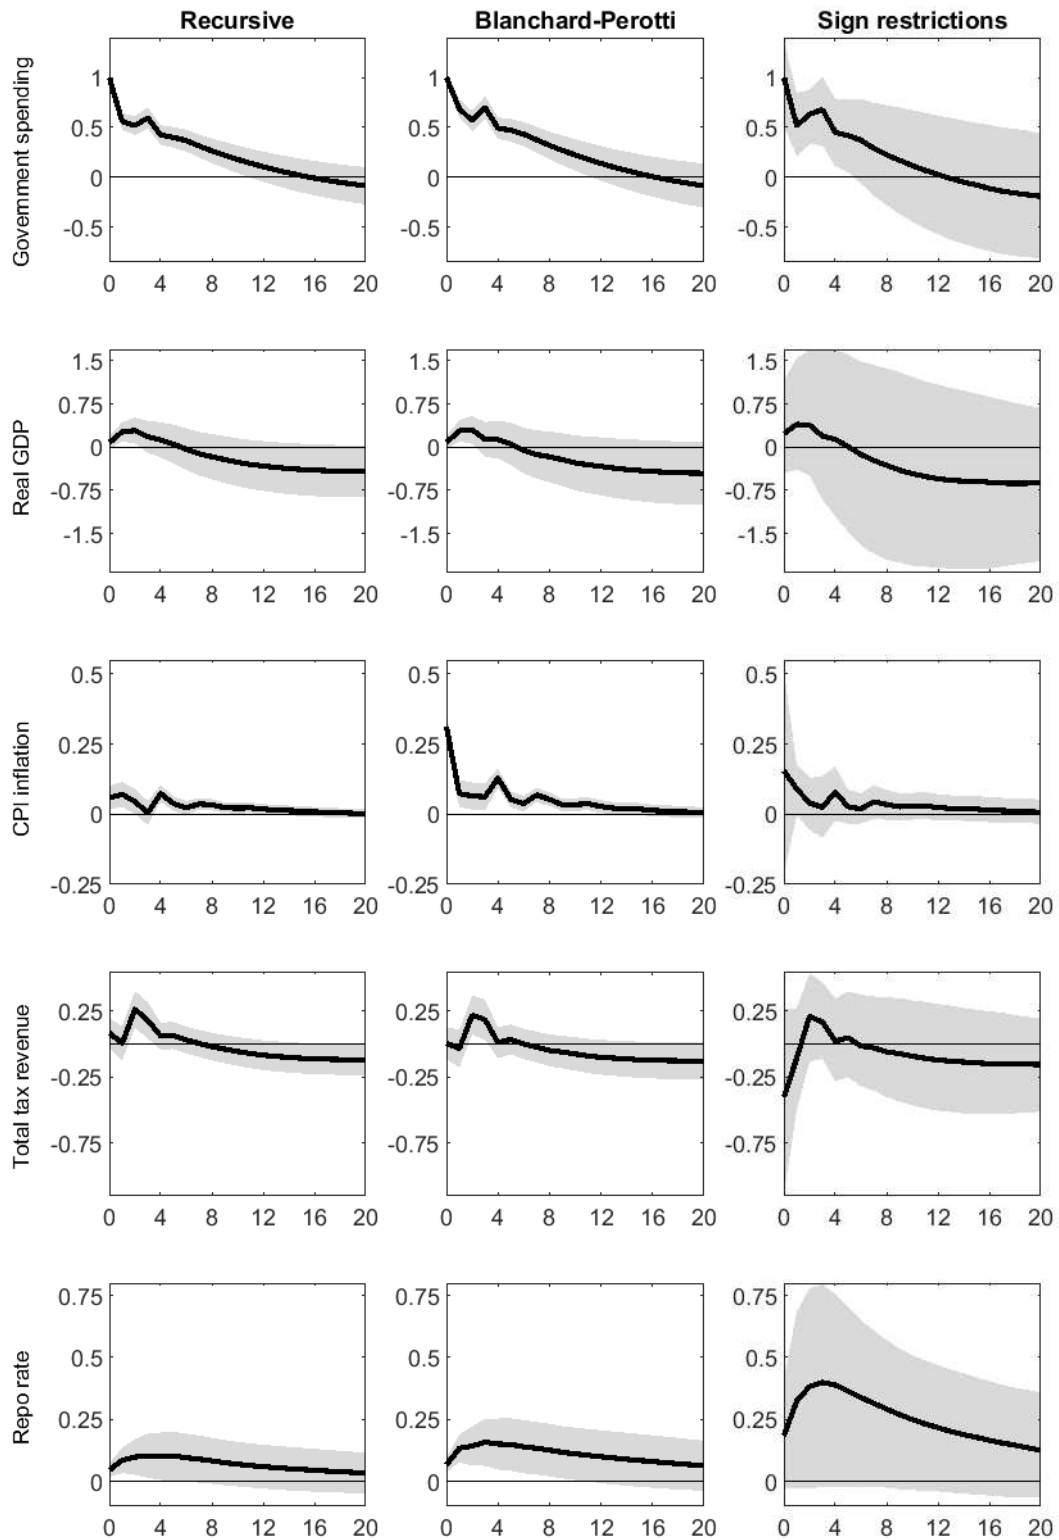 Recursive Blanchard-Perotti Sign restrictions
Government spending
1 0.5 0 -0.5
0 4 8 12 16 20
1 0.5 0 -0.5
0 4 8 12 16 20
1 0.5 0 -0.5
0 4 8 12 16 20
Real GDP
1.5 0.75 0 -0.75 -1.5
0 4 8 12 16 20
1.5 0.75 0 -0.75 -1.5
0 4 8 12 16 20
1.5 0.75 0 -0.75 -1.5
0 4 8 12 16 20
CPI inflation
0.5 0.25 0 -0.25
0 4 8 12 16 20
0.5 0.25 0 -0.25
0 4 8 12 16 20
0.5 0.25 0 -0.25
0 4 8 12 16 20
Total tax revenue
0.25 -0.25 -0.75
0 4 8 12 16 20
0.25 -0.25 -0.75
0 4 8 12 16 20
0.25 -0.25 -0.75
0 4 8 12 16 20
Repo rate
0.75 0.5 0.25 0
0 4 8 12 16 20
0.75 0.5 0.25 0
0 4 8 12 16 20
0.75 0.5 0.25 0
0 4 8 12 16 20